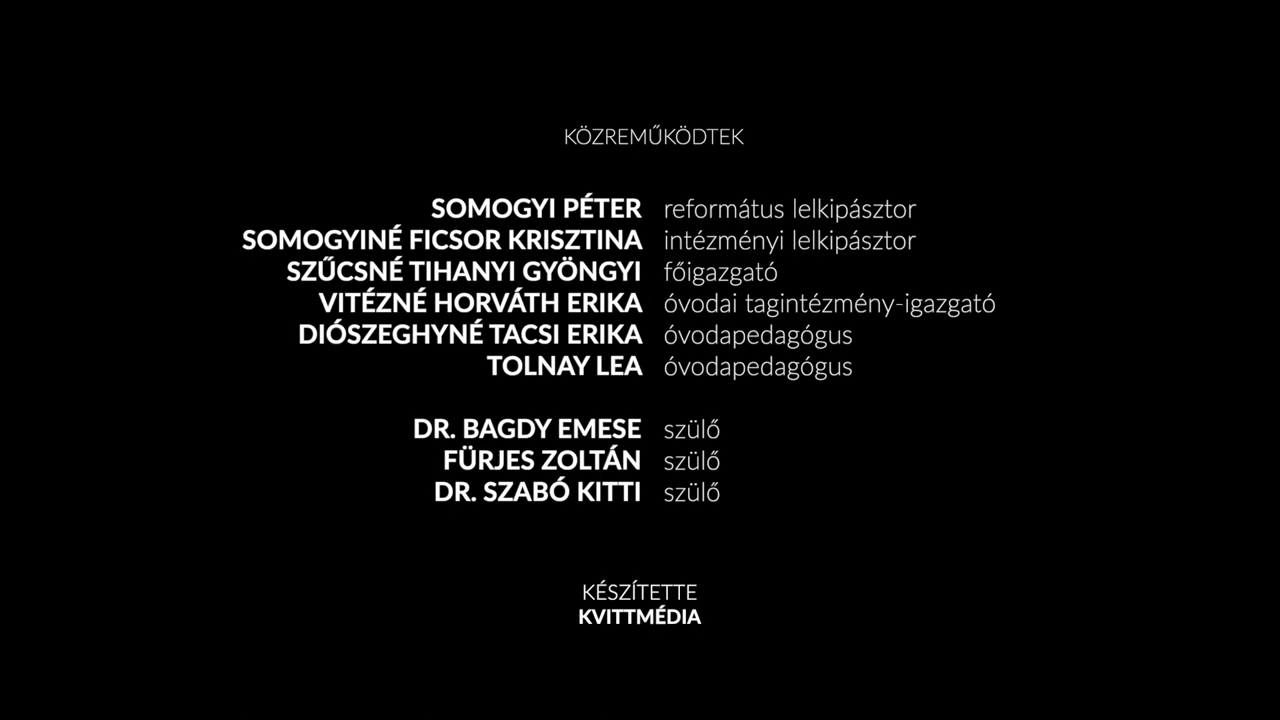 KÖZREMŰKÖDTEK
SOMOGYI PÉTER református lelkipásztor
SOMOGYINÉ FICSOR KRISZTINA intézményi lelkipásztor
SZŰCSNÉ TIHANYI GYÖNGYI főigazgató
VITÉZNÉ HORVÁTH ERIKA óvodai tagintézmény-igazgató
DIÓSZEGHYNÉ TACSI ERIKA óvodapedagógus
TOLNAY LEA óvodapedagógus
DR. BAGDY EMESE szülő
FÜRJES ZOLTÁN szülő
DR. SZABÓ KITTI szülő
KÉSZÍTETTE
KVITTMÉDIA